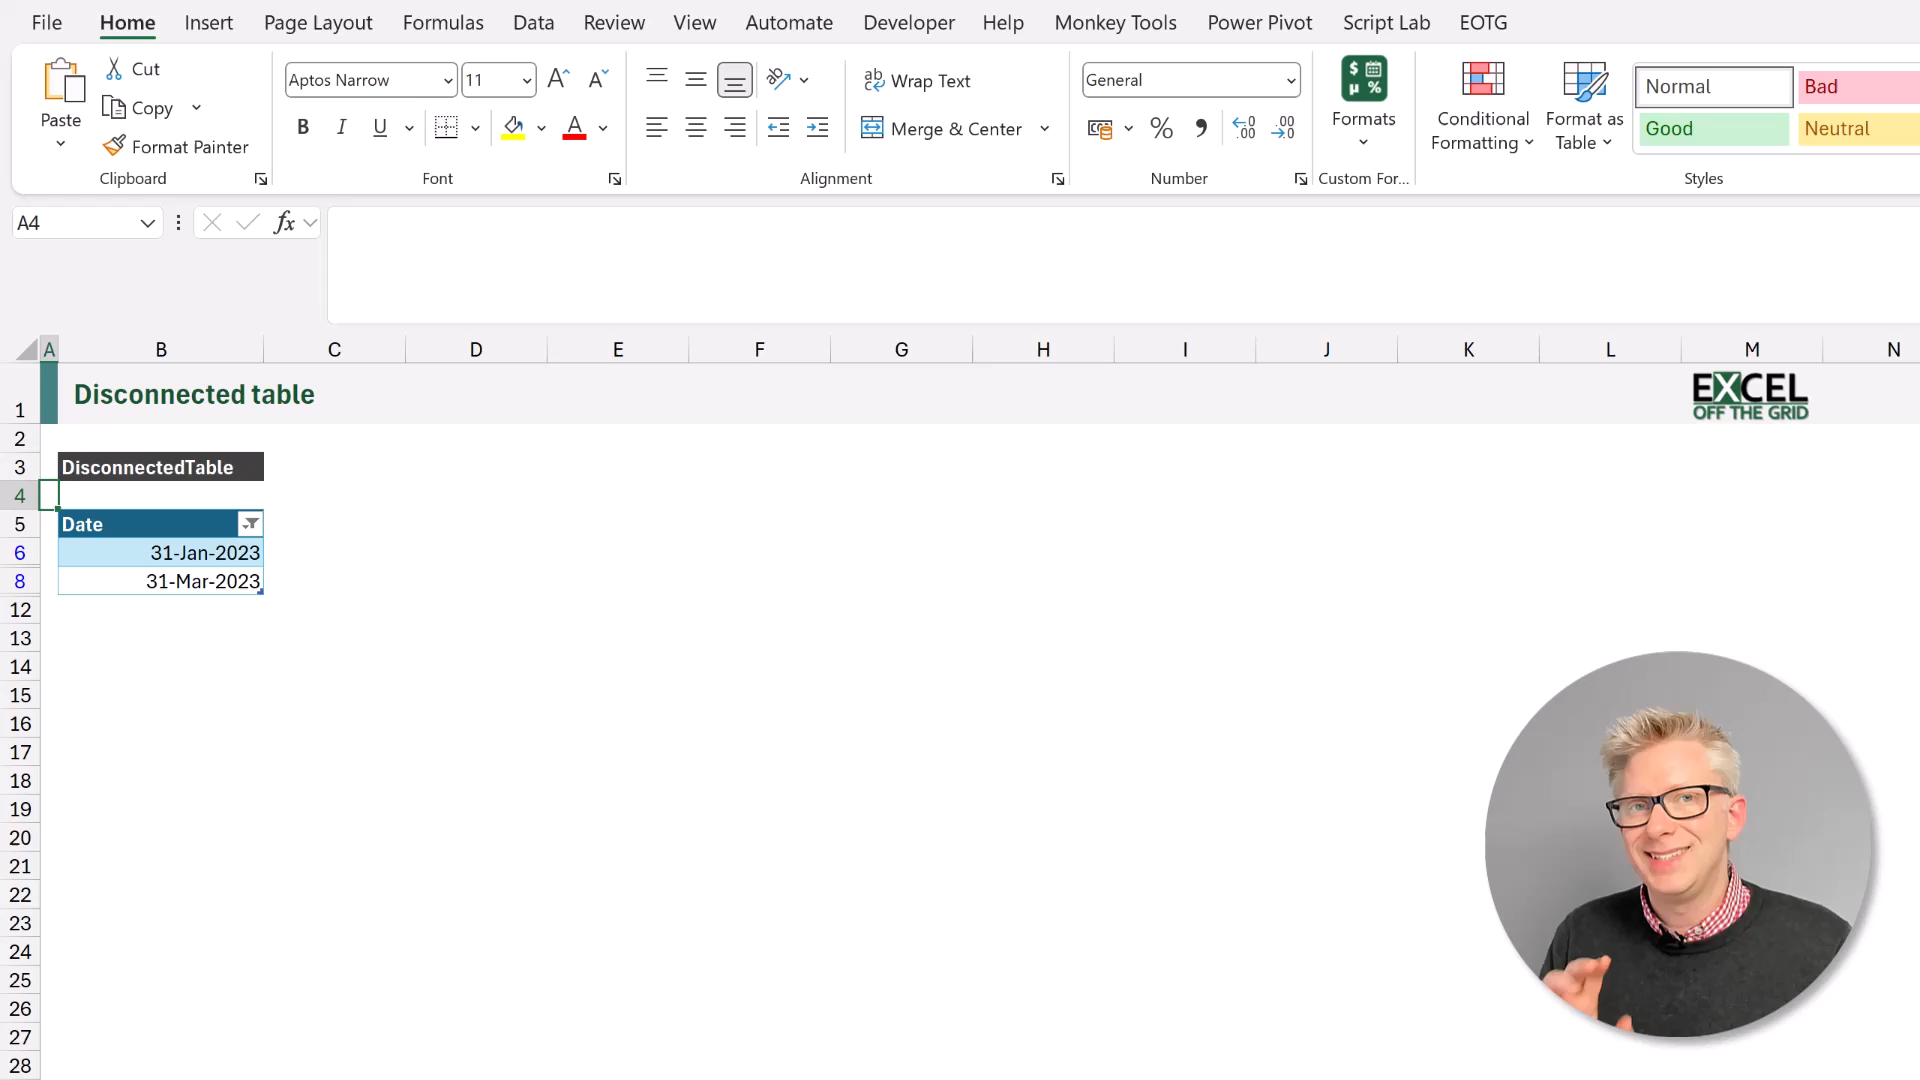 File Home Insert Page Layout Formulas Data Review View Automate Developer Help Monkey Tools Power Pivot Script Lab EOTG
Paste
Cut
Copy
Format Painter
Clipboard
Aptos Narrow 11
B I U
Font
Wrap Text
Merge & Center
Alignment
General
Number
Formats
Custom For...
Conditional
Formatting
Format as
Table
Normal Bad
Good Neutral
Styles
A4 fx
A B C D E F G H I J K L M N
1 Disconnected table
EXCEL
OFF THE GRID
2
3 DisconnectedTable
4
5 Date
6 31-Jan-2023
8 31-Mar-2023
12
13
14
15
16
17
18
19
20
21
22
23
24
25
26
27
28